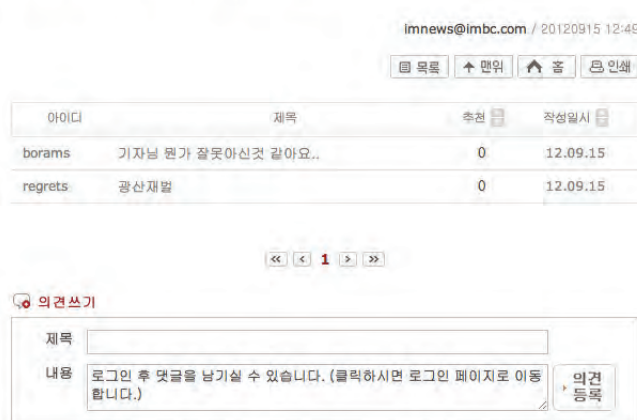 imnews@imbc.com / 20120915 12:49
목록 맨위 홈 인쇄
아이디 제목 추천 작성일시
borams 기자님 뭔가 잘못아신것 같아요.. 0 12.09.15
regrets 광산재벌 0 12.09.15
« < 1 > »
의견쓰기
제목
내용 로그인 후 댓글을 남기실 수 있습니다. (클릭하시면 로그인 페이지로 이동
합니다.)
의견
등록